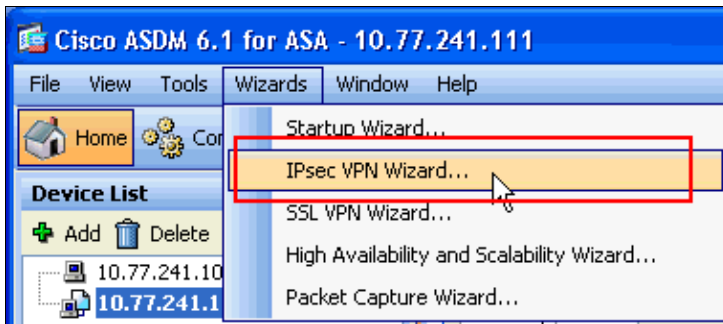 Cisco ASDM 6.1 for ASA - 10.77.241.111
File View Tools Wizards Window Help
Home Cor
Startup Wizard...
IPsec VPN Wizard...
Device List
SSL VPN Wizard...
Add Delete
High Availability and Scalability Wizard...
10.77.241.10
10.77.241.1
Packet Capture Wizard...